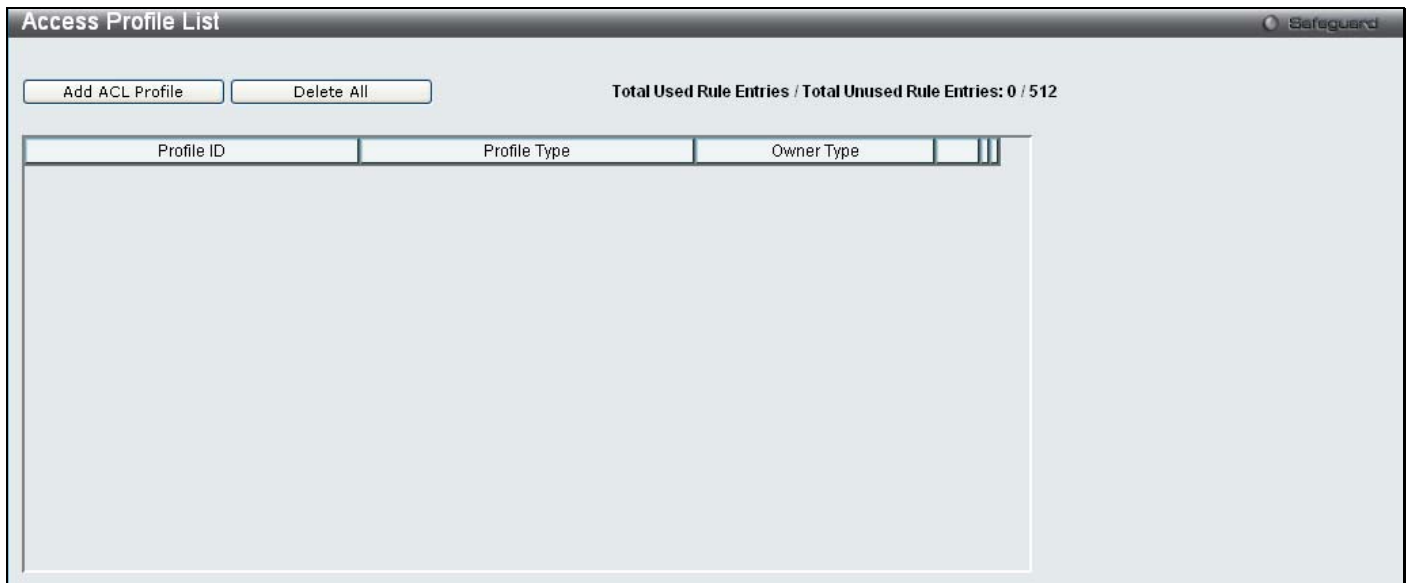 Access Profile List
Safeguard
Add ACL Profile
Delete All
Total Used Rule Entries / Total Unused Rule Entries: 0 / 512
Profile ID
Profile Type
Owner Type